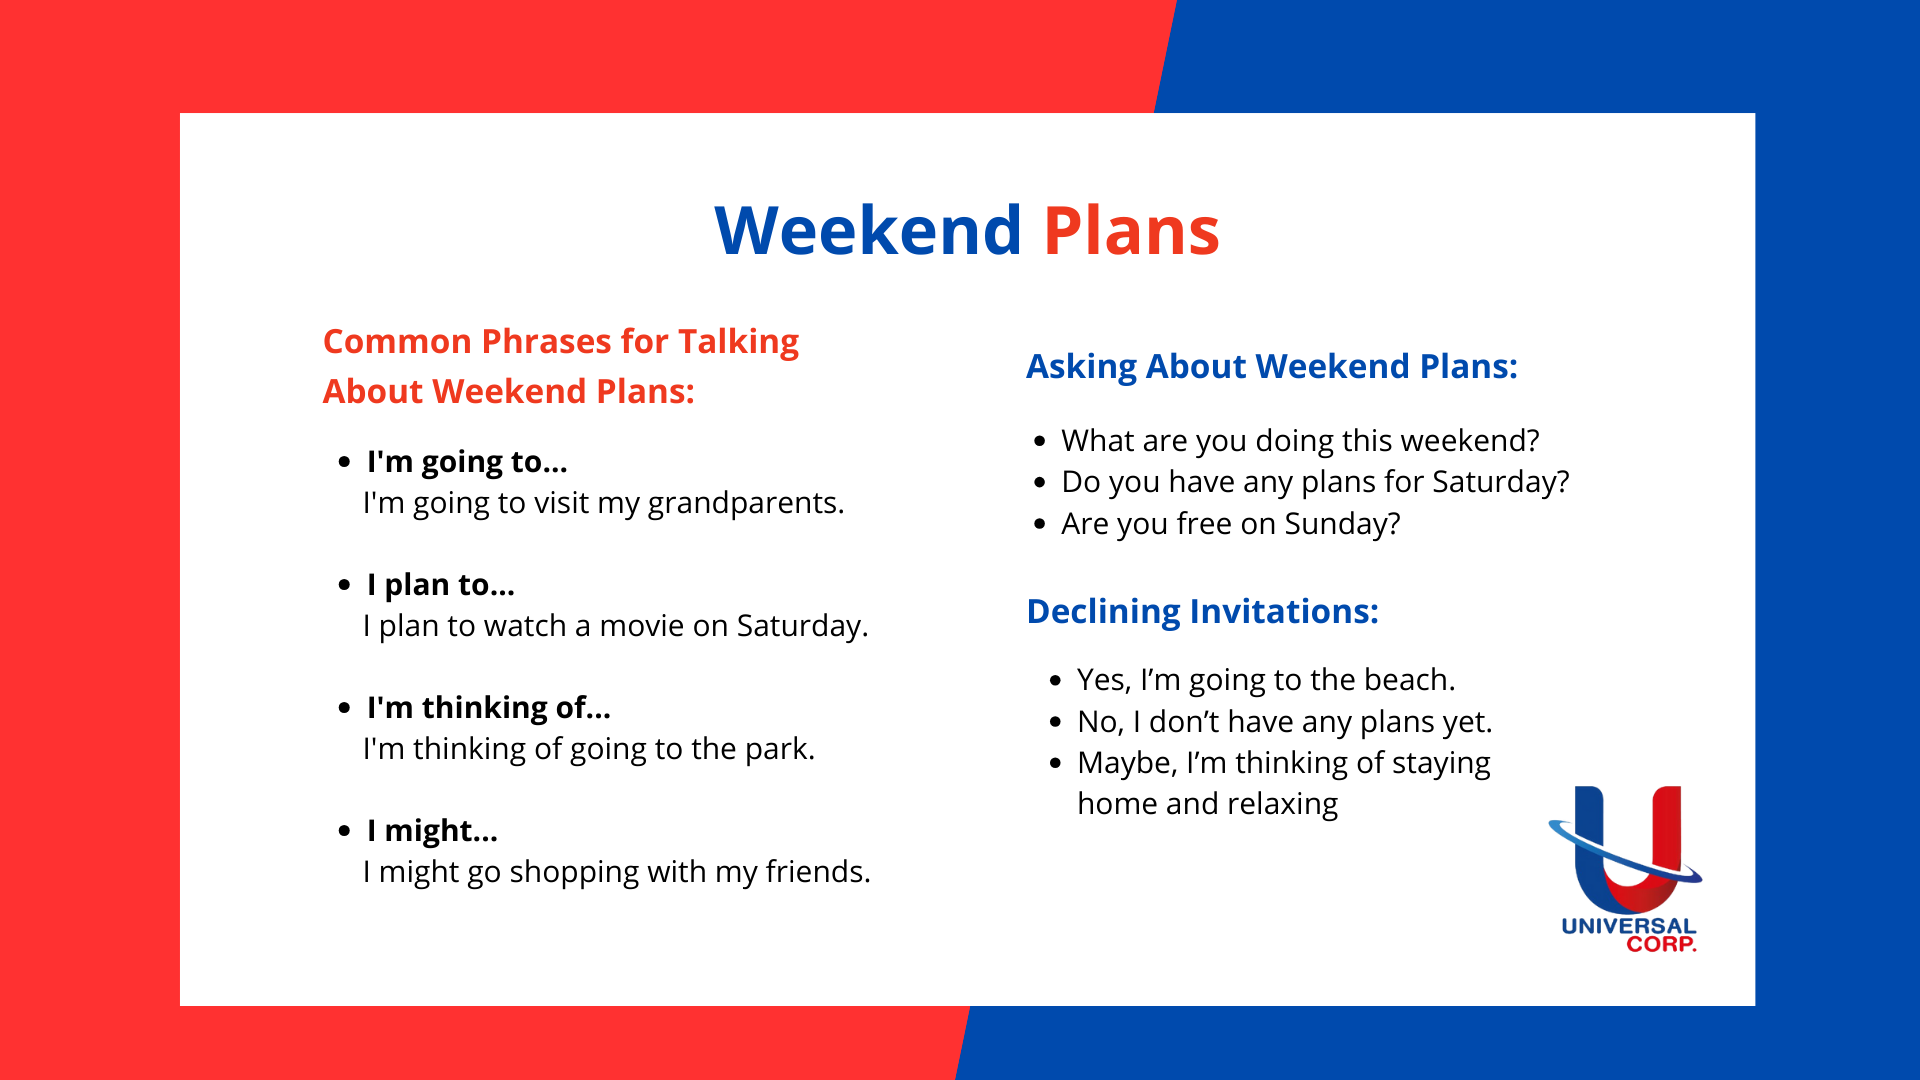 Weekend Plans
Common Phrases for Talking
About Weekend Plans:
• I'm going to...
I'm going to visit my grandparents.
• I plan to...
I plan to watch a movie on Saturday.
• I'm thinking of...
I'm thinking of going to the park.
• I might...
I might go shopping with my friends.
Asking About Weekend Plans:
• What are you doing this weekend?
• Do you have any plans for Saturday?
• Are you free on Sunday?
Declining Invitations:
• Yes, I’m going to the beach.
• No, I don’t have any plans yet.
• Maybe, I’m thinking of staying
home and relaxing
UNIVERSAL
CORP.